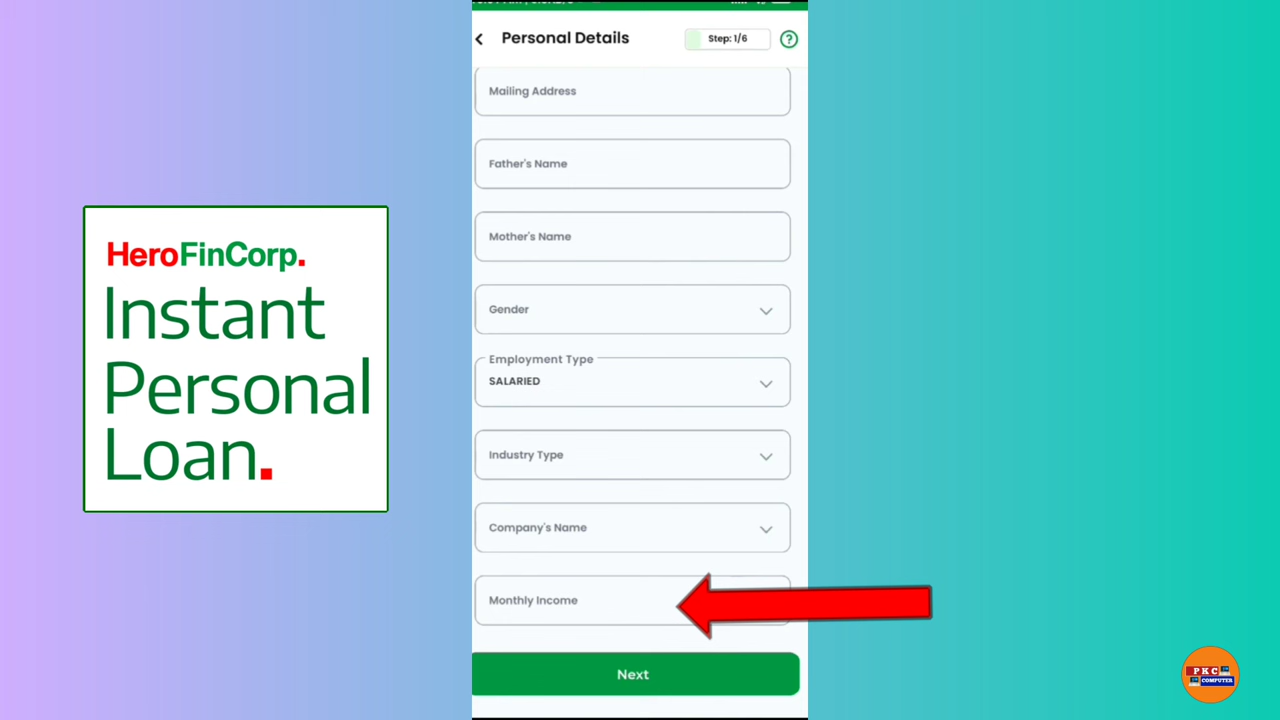 Personal Details
Step: 1/6
?
Mailing Address
Father's Name
Mother's Name
Gender
Employment Type
SALARIED
Industry Type
Company's Name
Monthly Income
Next
HeroFinCorp.
Instant
Personal
Loan.
PKC
COMPUTER